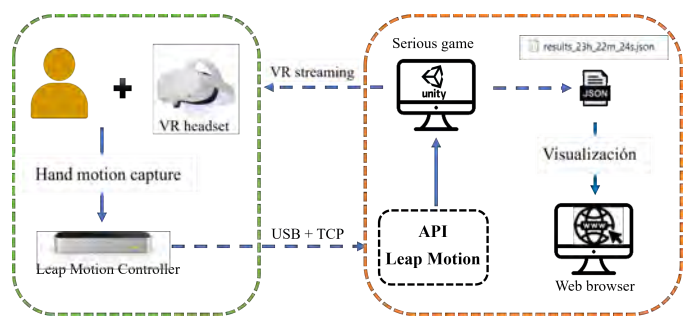 Serious game
results_23h_22m_24s.json
VR streaming
unity
JSON
VR headset
Visualización
Hand motion capture
WWW
USB + TCP
API
Leap Motion
Leap Motion Controller
Web browser